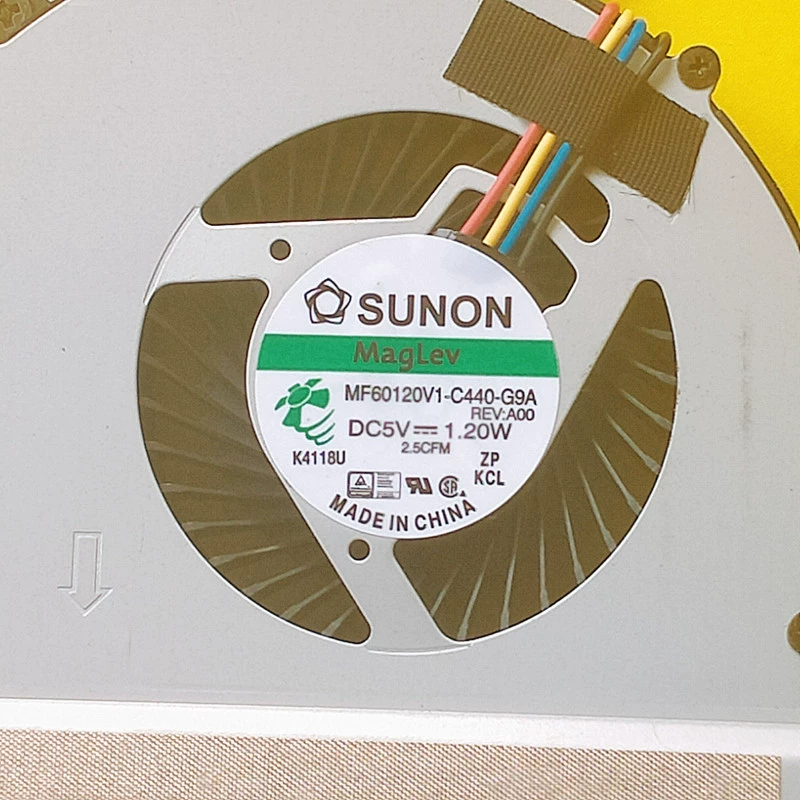 SUNON
MagLev
MF60120V1-C440-G9A
REV:A00
DC5V⎓1.20W
2.5CFM
K4118U
ZP
KCL
MADE IN CHINA